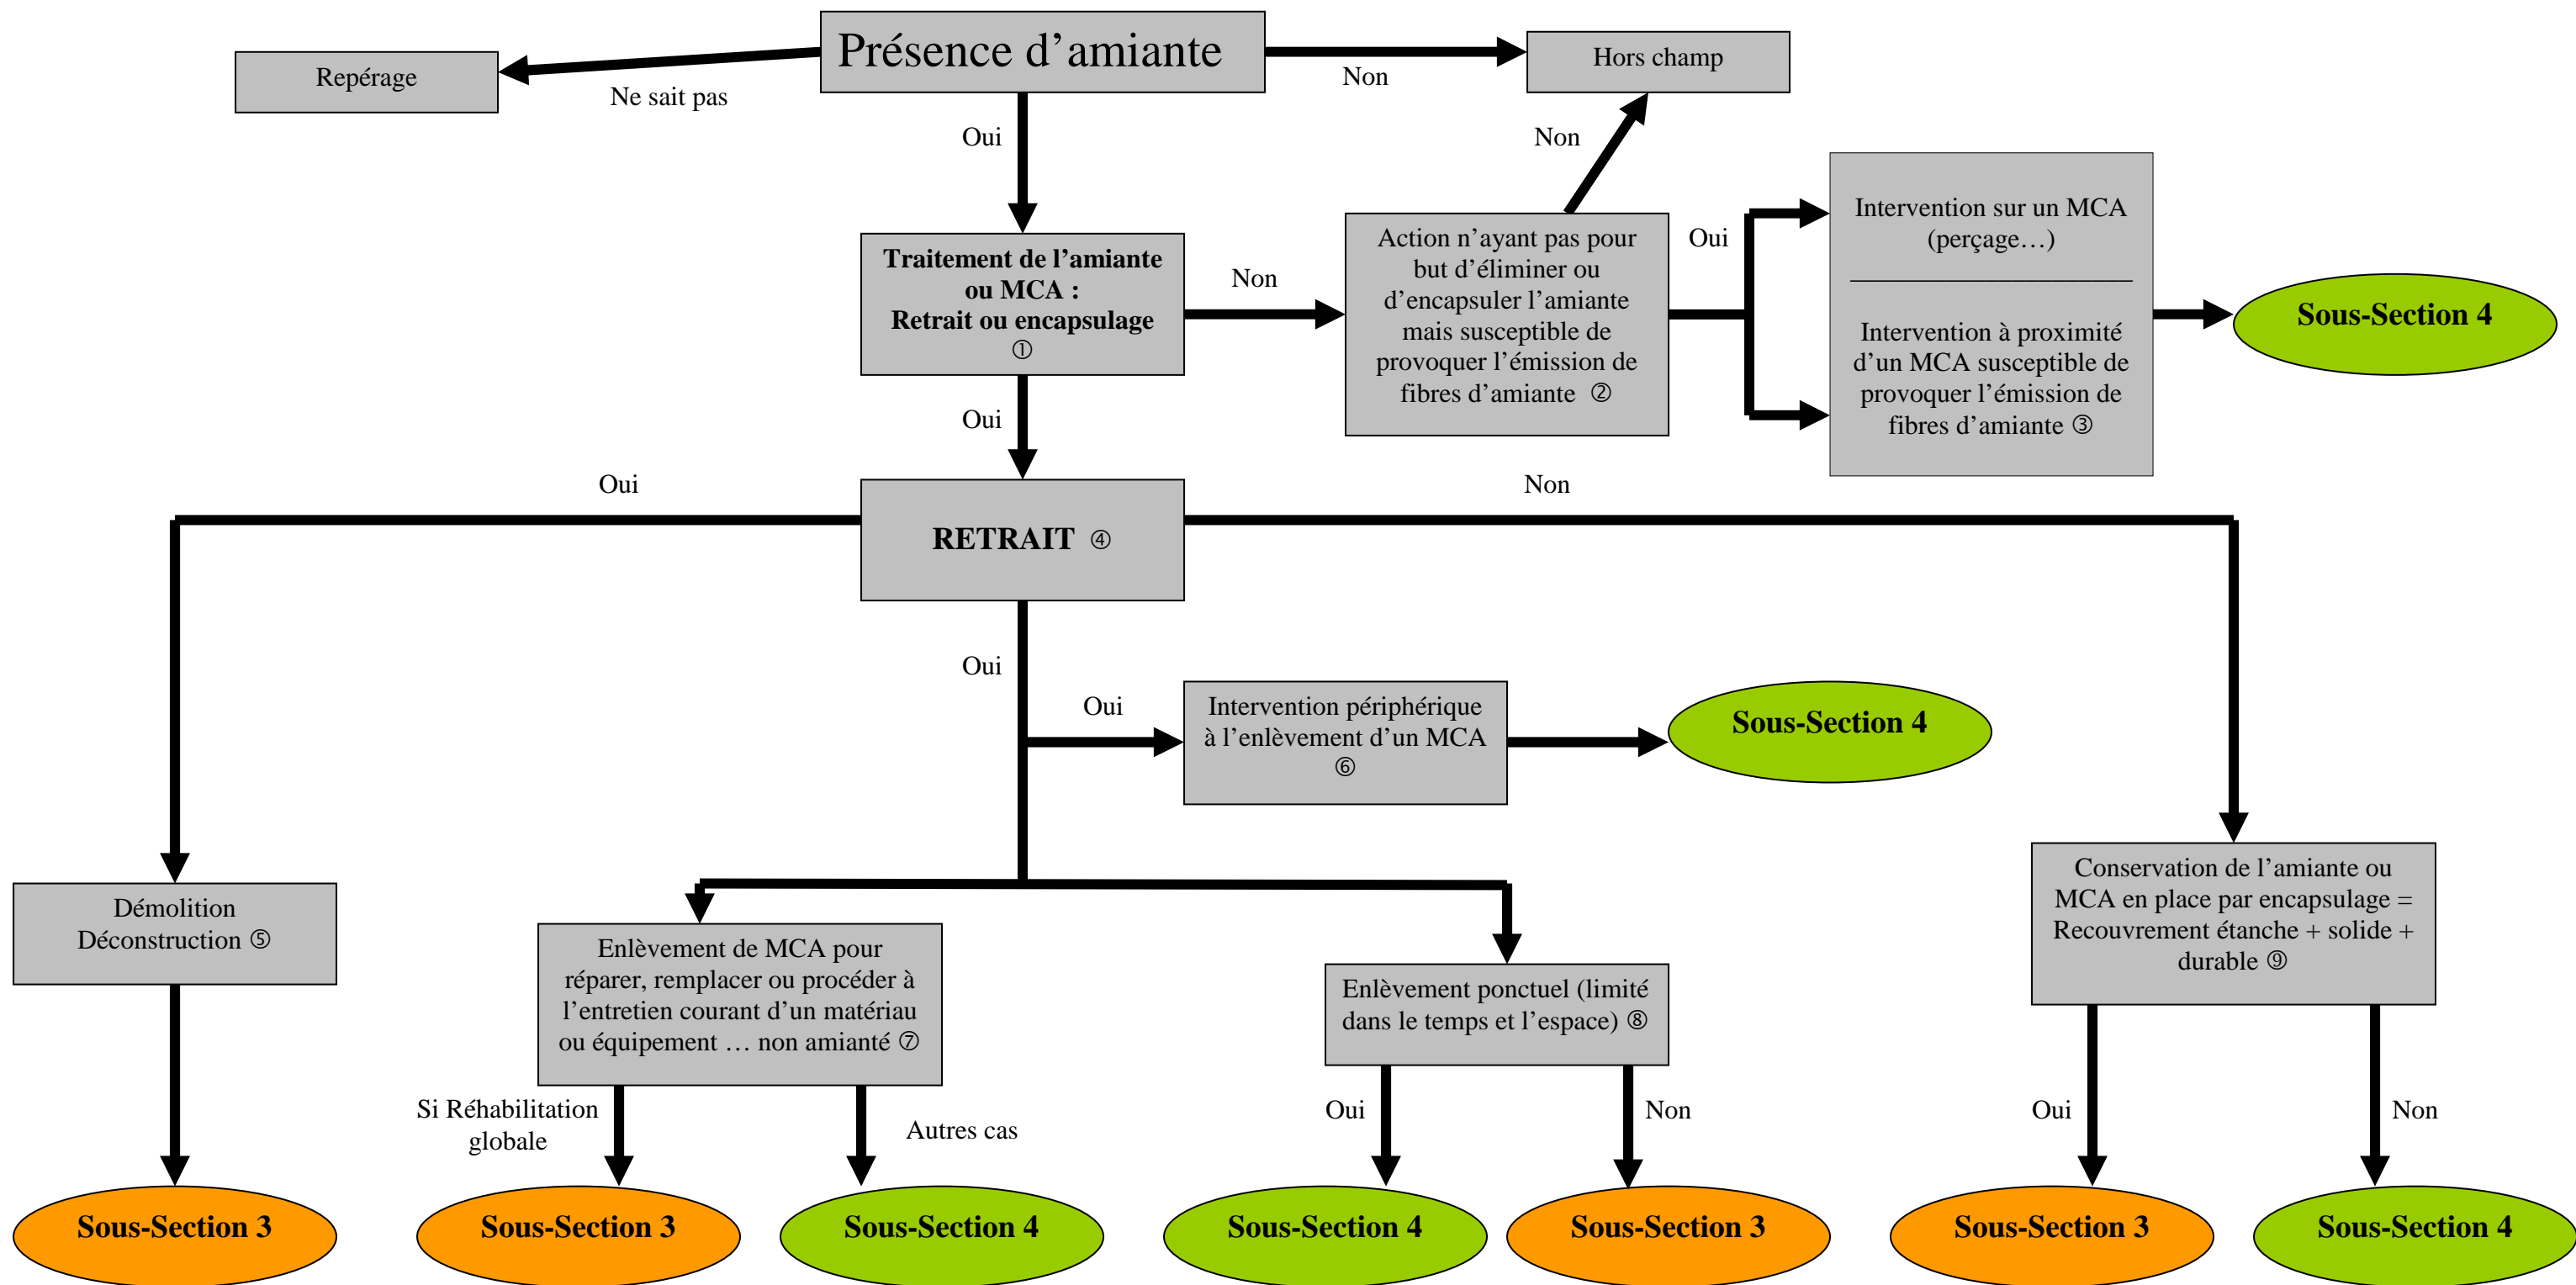 Présence d’amiante
Repérage
Hors champ
Ne sait pas
Non
Oui
Non
Traitement de l’amiante
ou MCA :
Retrait ou encapsulage
①
Non
Action n’ayant pas pour
but d’éliminer ou
d’encapsuler l’amiante
mais susceptible de
provoquer l’émission de
fibres d’amiante ②
Oui
Intervention sur un MCA
(perçage…)
_____________________
Intervention à proximité
d’un MCA susceptible de
provoquer l’émission de
fibres d’amiante ③
Sous-Section 4
Oui
Oui
Non
RETRAIT ④
Oui
Oui
Intervention périphérique
à l’enlèvement d’un MCA
⑥
Sous-Section 4
Démolition
Déconstruction ⑤
Enlèvement de MCA pour
réparer, remplacer ou procéder à
l’entretien courant d’un matériau
ou équipement … non amianté ⑦
Enlèvement ponctuel (limité
dans le temps et l’espace) ⑧
Conservation de l’amiante ou
MCA en place par encapsulage =
Recouvrement étanche + solide +
durable ⑨
Si Réhabilitation
globale
Autres cas
Oui
Non
Oui
Non
Sous-Section 3
Sous-Section 3
Sous-Section 4
Sous-Section 4
Sous-Section 3
Sous-Section 3
Sous-Section 4